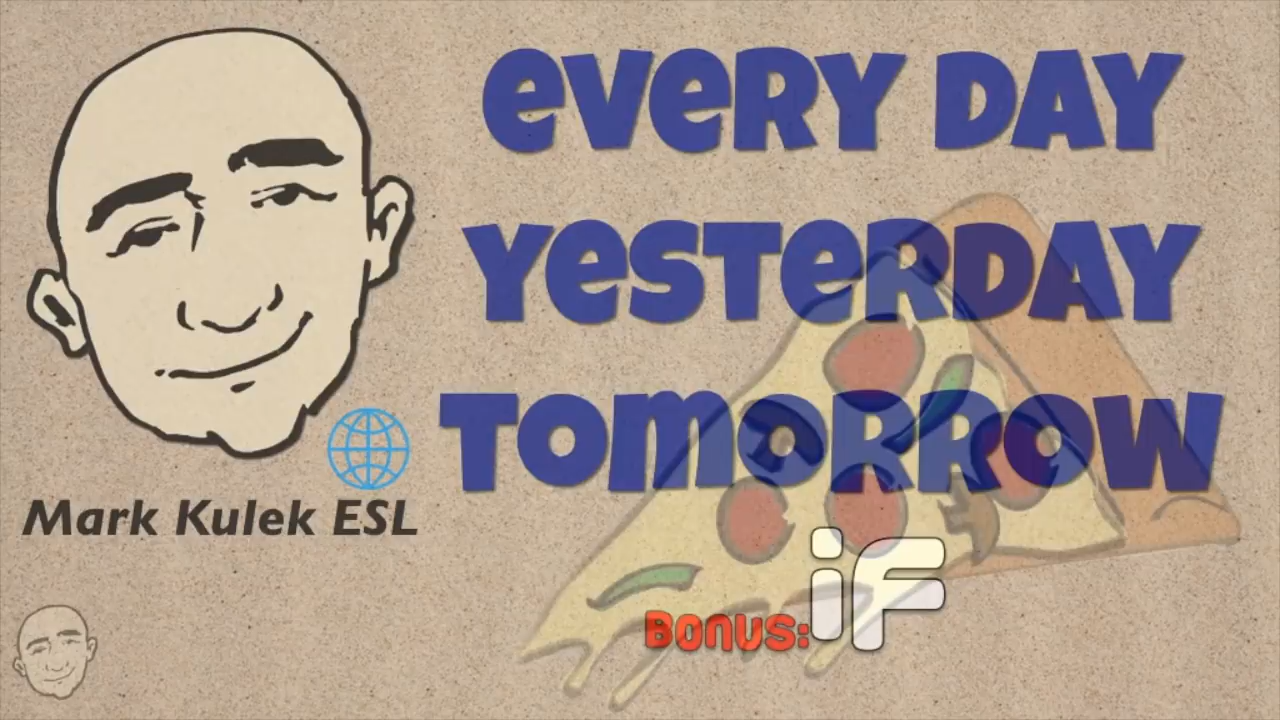 eVeRY DAY
YeSTeRDAY
TOMORROW
BONUS: iF
Mark Kulek ESL